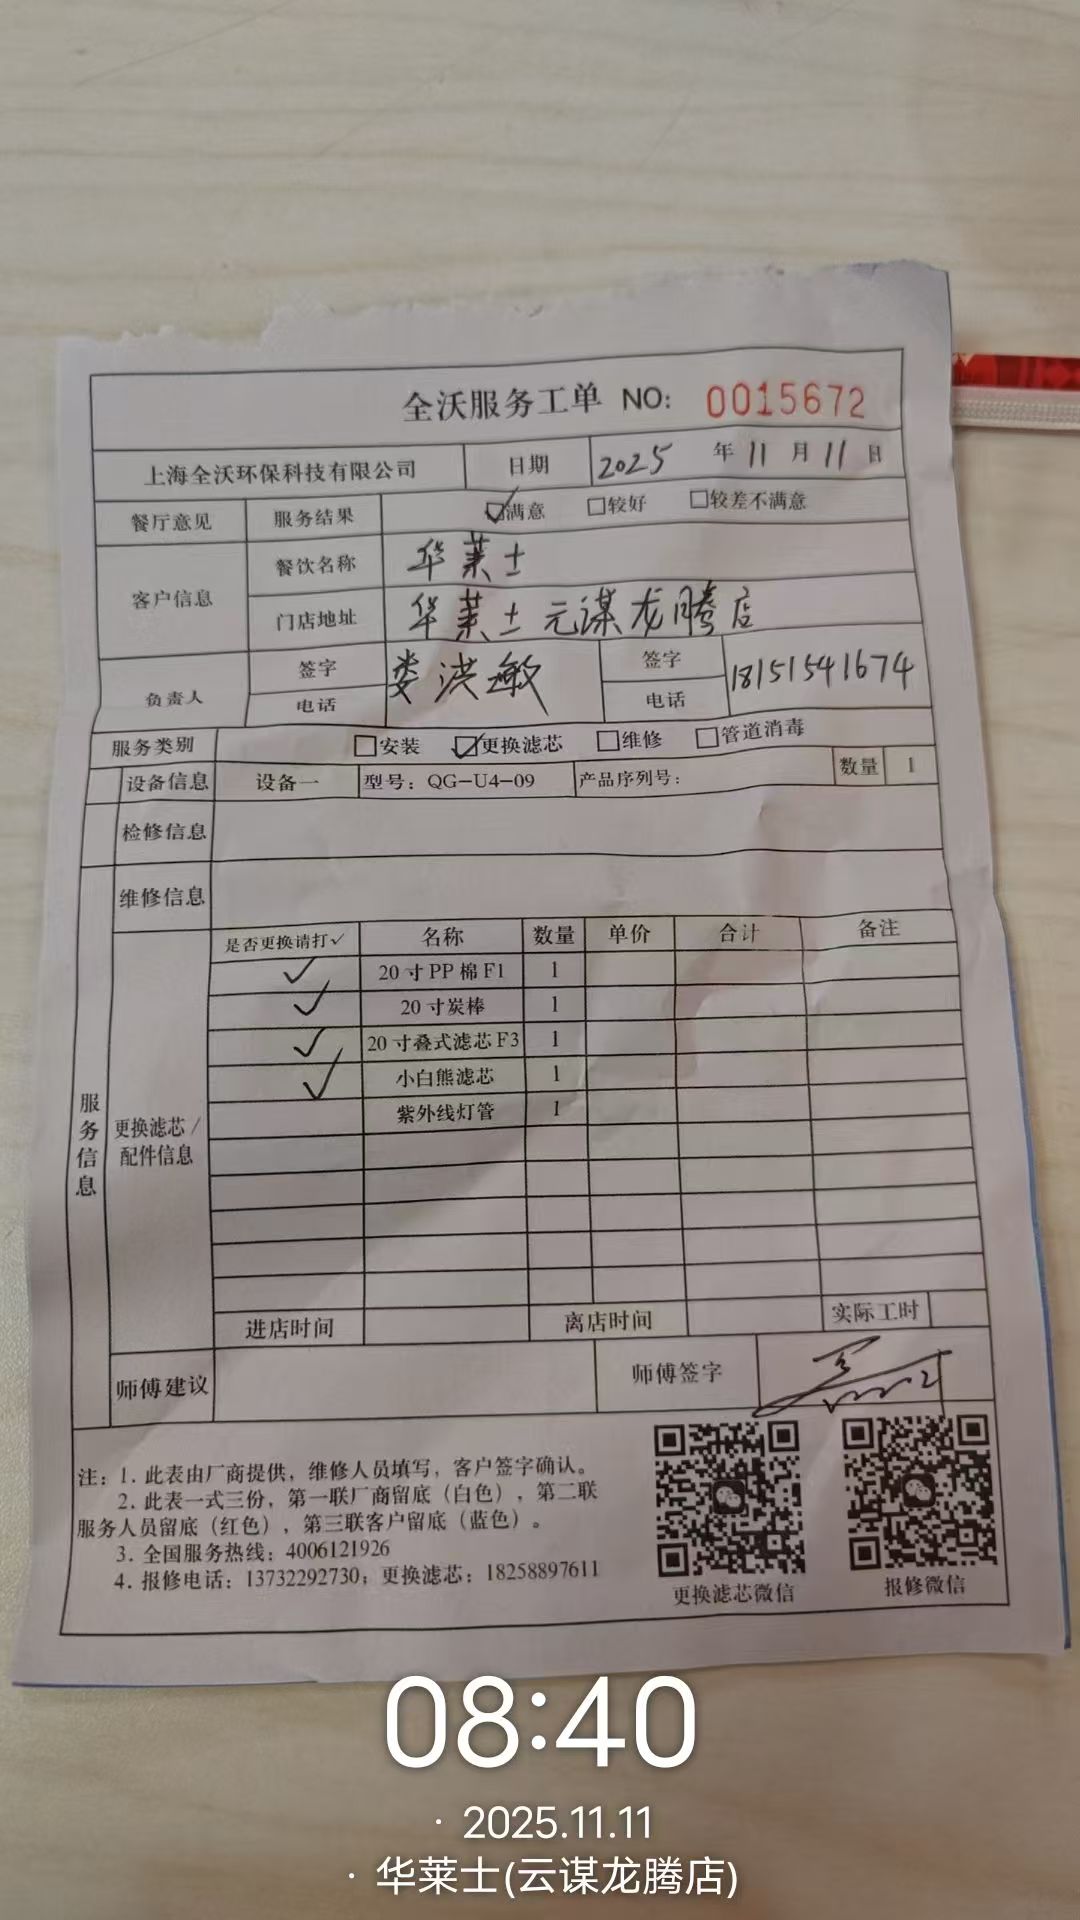 全沃服务工单 NO: 0015672
上海全沃环保科技有限公司 日期 2025 年 11 月 11 日
餐厅意见 服务结果 ☑满意 □较好 □较差不满意
客户信息 餐饮名称 华莱士
门店地址 华莱士元谋龙腾店
负责人 签字 娄洪敏 签字 18151541674
电话 电话
服务类别 □安装 ☑更换滤芯 □维修 □管道消毒
设备信息 设备一 型号：QG-U4-09 产品序列号： 数量 1
检修信息
维修信息
服务信息
更换滤芯/配件信息
是否更换请打✓ 名称 数量 单价 合计 备注
✓ 20寸PP棉F1 1
✓ 20寸炭棒 1
✓ 20寸叠式滤芯F3 1
✓ 小白熊滤芯 1
紫外线灯管 1
进店时间 离店时间 实际工时
师傅建议 师傅签字
注：1. 此表由厂商提供，维修人员填写，客户签字确认。
2. 此表一式三份，第一联厂商留底（白色），第二联
服务人员留底（红色），第三联客户留底（蓝色）。
3. 全国服务热线：4006121926
4. 报修电话：13732292730；更换滤芯：18258897611
更换滤芯微信 报修微信
08:40
· 2025.11.11
· 华莱士(云谋龙腾店)